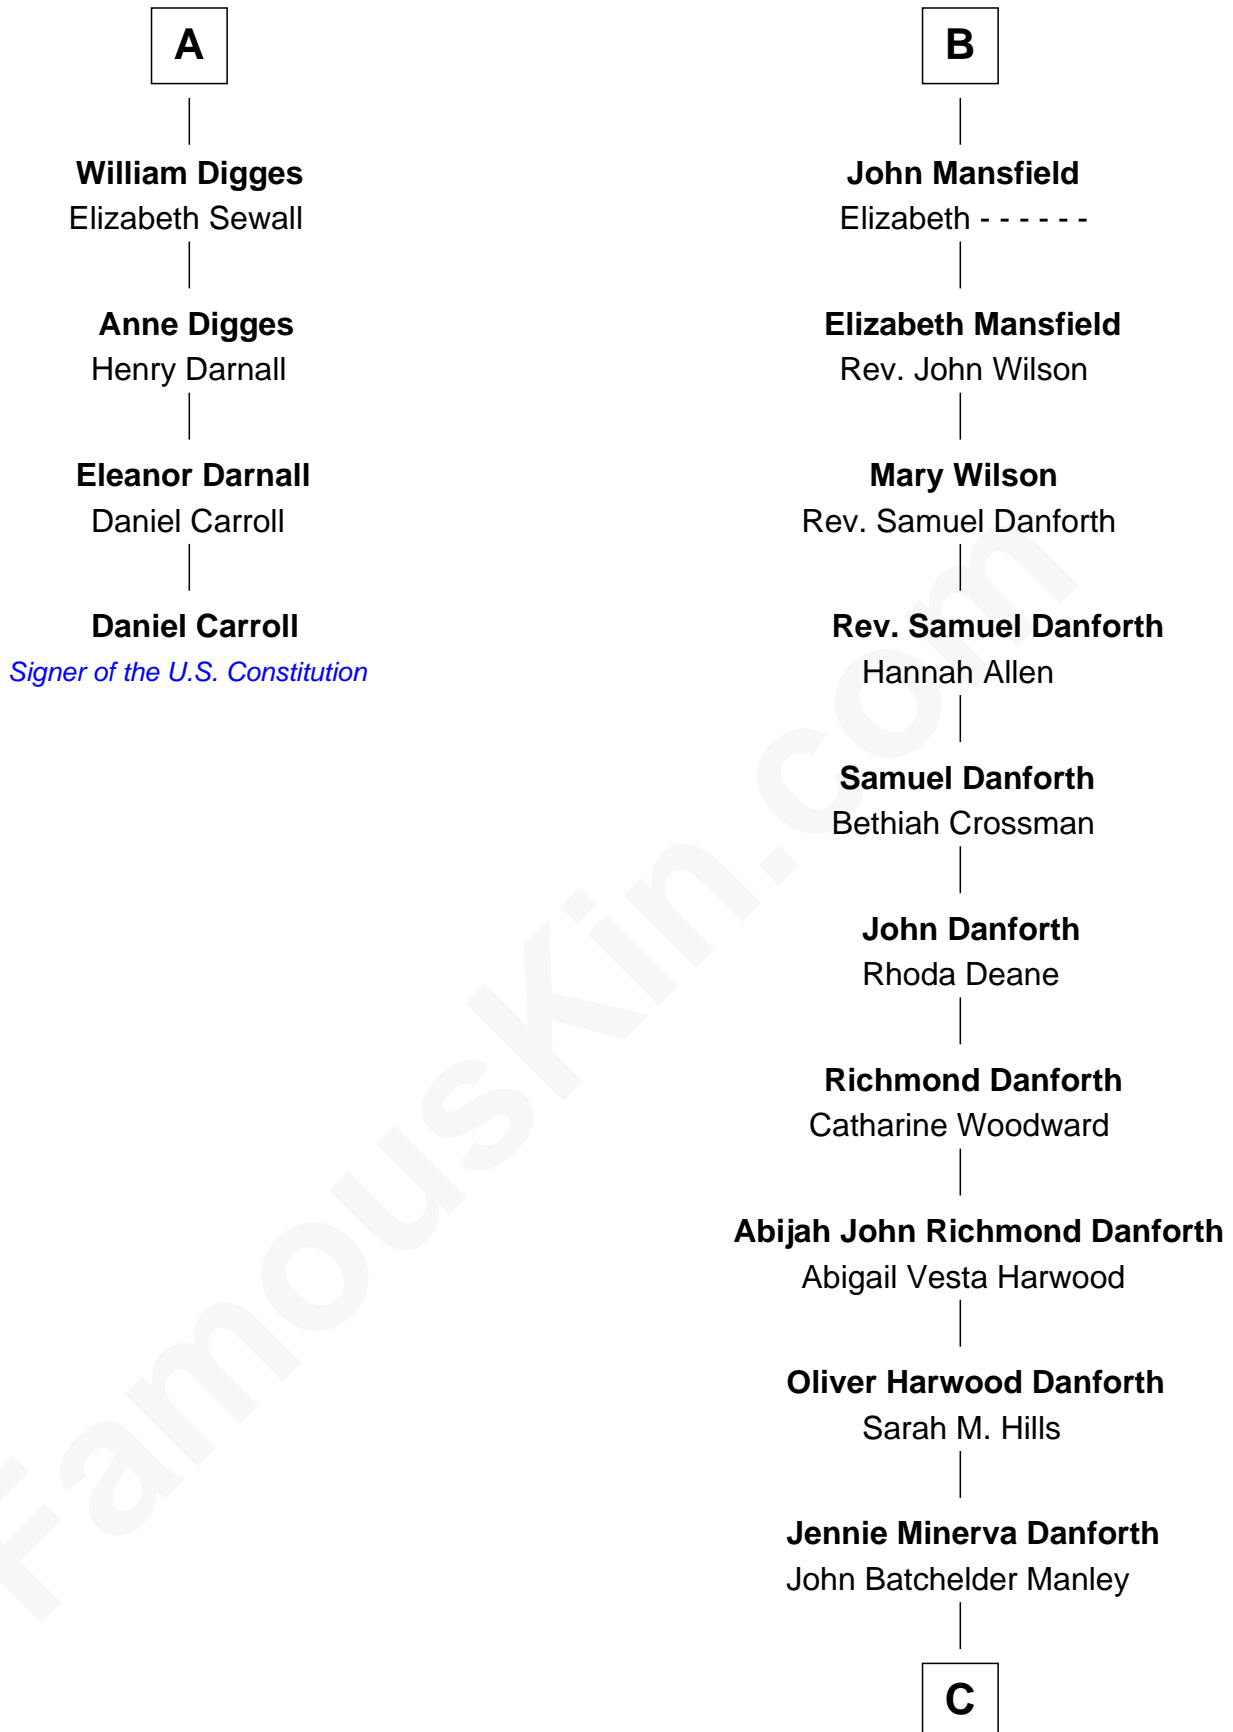 A
William Digges
Elizabeth Sewall
Anne Digges
Henry Darnall
Eleanor Darnall
Daniel Carroll
Daniel Carroll
Signer of the U.S. Constitution
B
John Mansfield
Elizabeth - - - - - -
Elizabeth Mansfield
Rev. John Wilson
Mary Wilson
Rev. Samuel Danforth
Rev. Samuel Danforth
Hannah Allen
Samuel Danforth
Bethiah Crossman
John Danforth
Rhoda Deane
Richmond Danforth
Catharine Woodward
Abijah John Richmond Danforth
Abigail Vesta Harwood
Oliver Harwood Danforth
Sarah M. Hills
Jennie Minerva Danforth
John Batchelder Manley
C
FamousKin.com